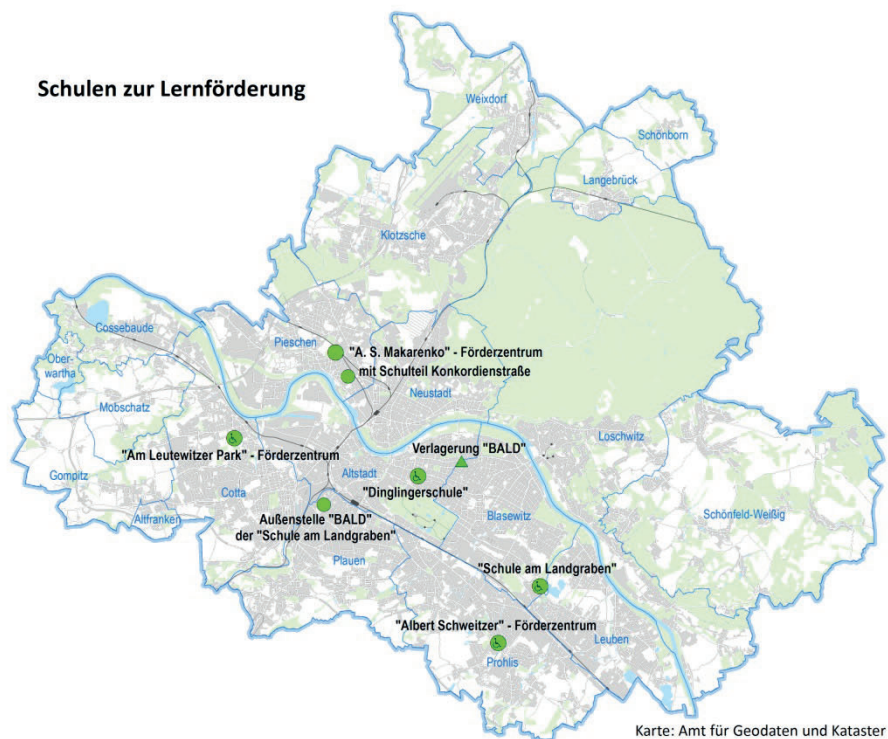 Schulen zur Lernförderung
Weixdorf
Schönborn
Langebrück
Klotzsche
Cossebaude
Pieschen
"A. S. Makarenko" - Förderzentrum
mit Schulteil Konkordienstraße
Ober-
wartha
Neustadt
Mobschatz
Loschwitz
"Am Leutewitzer Park" - Förderzentrum
Verlagerung "BALD"
Gompitz
Altstadt
"Dinglingerschule"
Cotta
Altfranken
Außenstelle "BALD"
der "Schule am Landgraben"
Blasewitz
Schönfeld-Weißig
Plauen
"Schule am Landgraben"
"Albert Schweitzer" - Förderzentrum
Leuben
Prohlis
Karte: Amt für Geodaten und Kataster